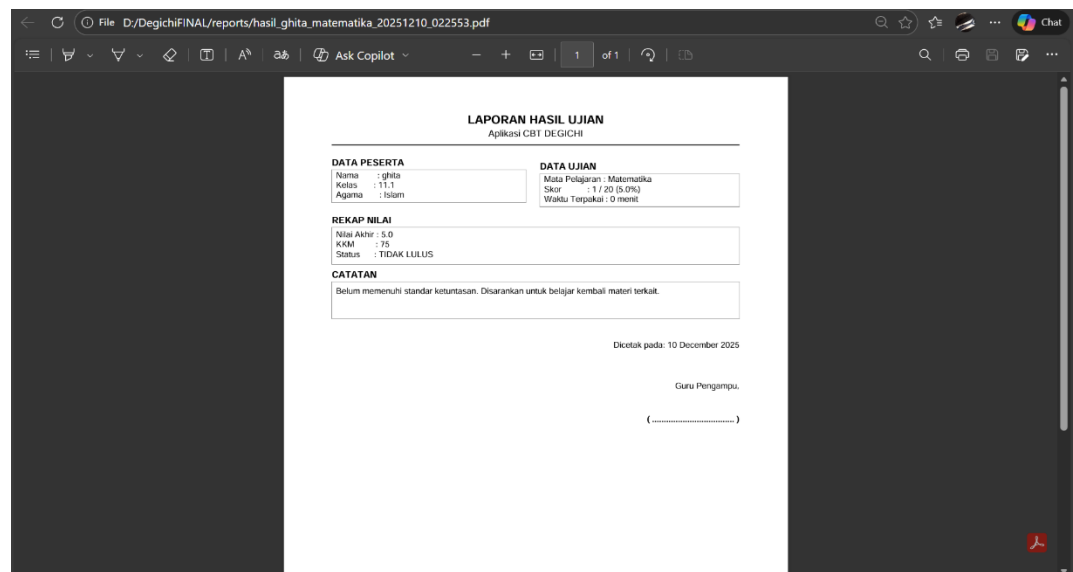 File D:/DegichiFINAL/reports/hasil_ghita_matematika_20251210_022553.pdf
Chat
Ask Copilot
1 of 1
LAPORAN HASIL UJIAN
Aplikasi CBT DEGICHI
DATA PESERTA
Nama : ghita
Kelas : 11.1
Agama : Islam
DATA UJIAN
Mata Pelajaran : Matematika
Skor : 1 / 20 (5.0%)
Waktu Terpakai : 0 menit
REKAP NILAI
Nilai Akhir : 5.0
KKM : 75
Status : TIDAK LULUS
CATATAN
Belum memenuhi standar ketuntasan. Disarankan untuk belajar kembali materi terkait.
Dicetak pada: 10 December 2025
Guru Pengampu,
( .................................. )